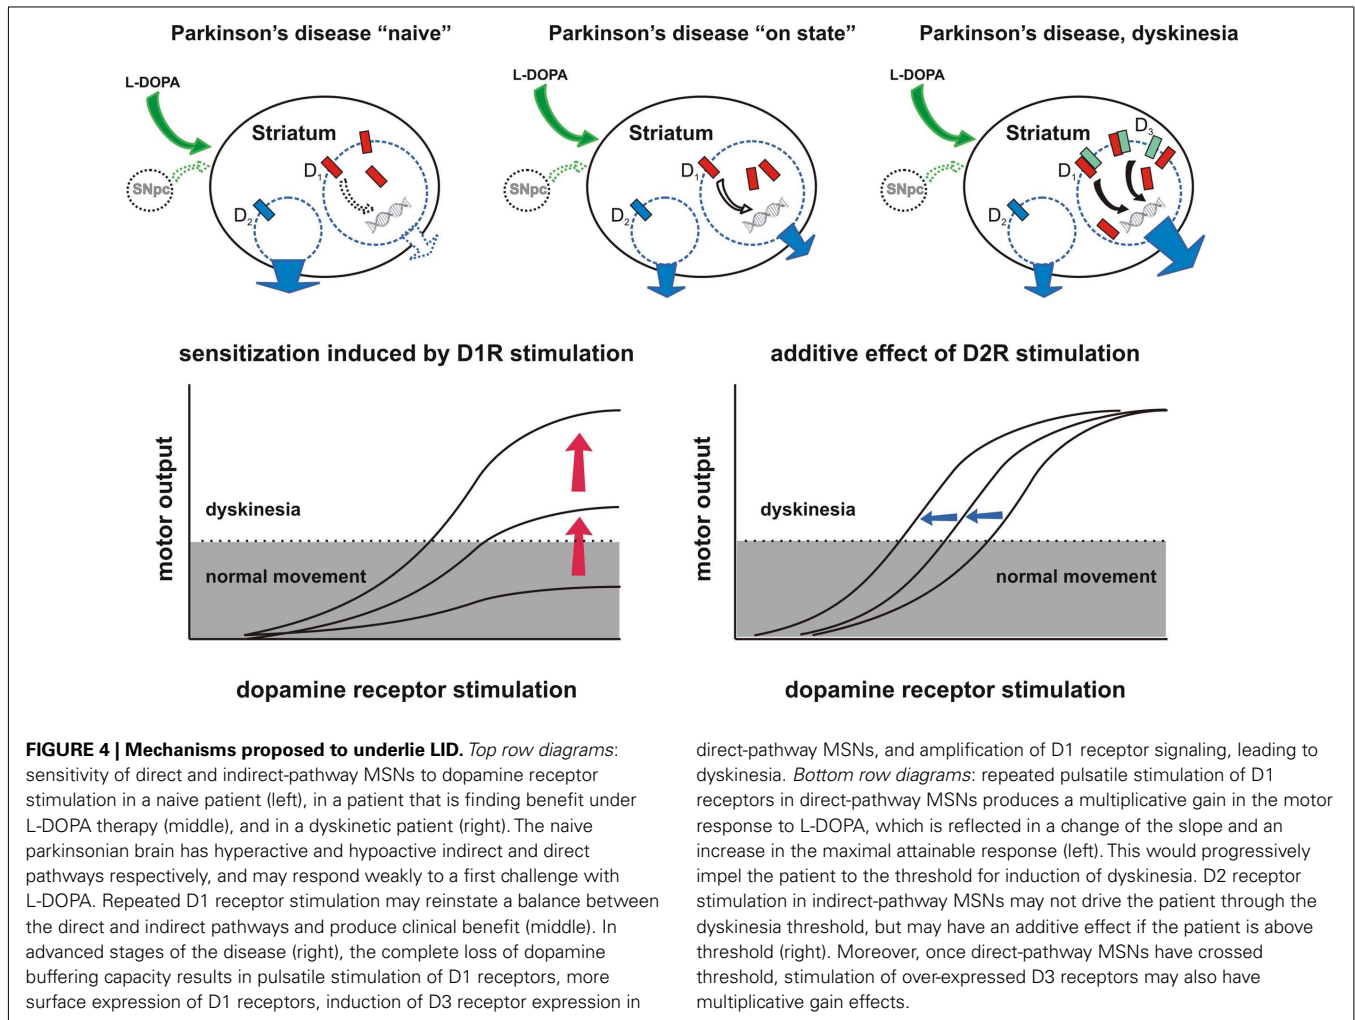 Parkinson's disease "naive"
Parkinson's disease "on state"
Parkinson's disease, dyskinesia
L-DOPA
Striatum
SNpc
D1
D2
L-DOPA
Striatum
SNpc
D1
D2
L-DOPA
Striatum
D3
SNpc
D1
D2
sensitization induced by D1R stimulation
motor output
dyskinesia
normal movement
dopamine receptor stimulation
additive effect of D2R stimulation
motor output
dyskinesia
normal movement
dopamine receptor stimulation
FIGURE 4 | Mechanisms proposed to underlie LID. Top row diagrams:
sensitivity of direct and indirect-pathway MSNs to dopamine receptor
stimulation in a naive patient (left), in a patient that is finding benefit under
L-DOPA therapy (middle), and in a dyskinetic patient (right). The naive
parkinsonian brain has hyperactive and hypoactive indirect and direct
pathways respectively, and may respond weakly to a first challenge with
L-DOPA. Repeated D1 receptor stimulation may reinstate a balance between
the direct and indirect pathways and produce clinical benefit (middle). In
advanced stages of the disease (right), the complete loss of dopamine
buffering capacity results in pulsatile stimulation of D1 receptors, more
surface expression of D1 receptors, induction of D3 receptor expression in
direct-pathway MSNs, and amplification of D1 receptor signaling, leading to
dyskinesia. Bottom row diagrams: repeated pulsatile stimulation of D1
receptors in direct-pathway MSNs produces a multiplicative gain in the motor
response to L-DOPA, which is reflected in a change of the slope and an
increase in the maximal attainable response (left). This would progressively
impel the patient to the threshold for induction of dyskinesia. D2 receptor
stimulation in indirect-pathway MSNs may not drive the patient through the
dyskinesia threshold, but may have an additive effect if the patient is above
threshold (right). Moreover, once direct-pathway MSNs have crossed
threshold, stimulation of over-expressed D3 receptors may also have
multiplicative gain effects.